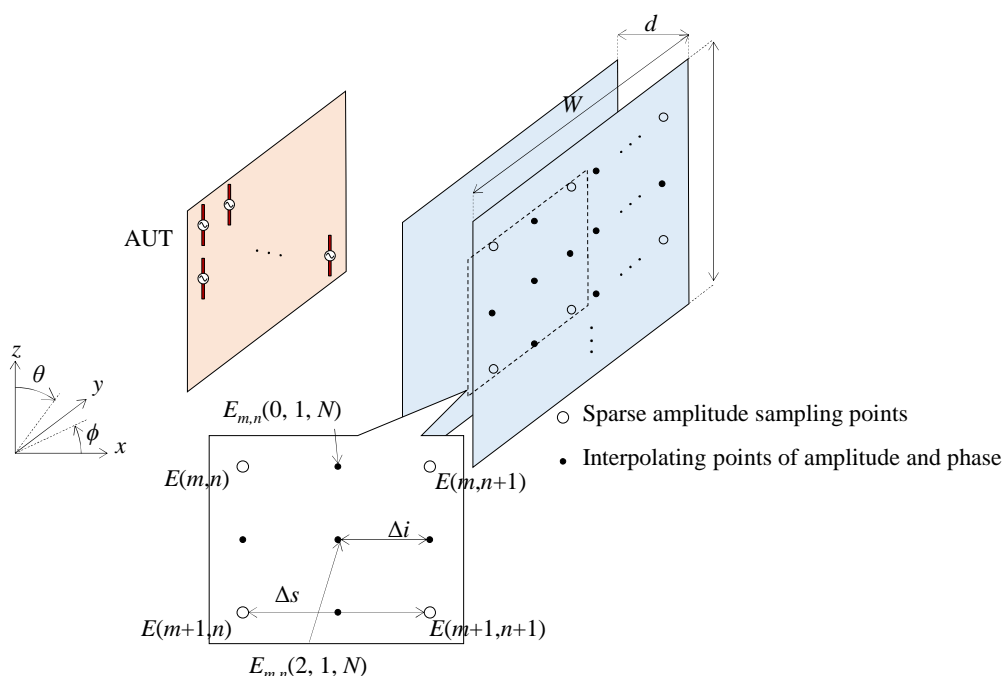 d
W
AUT
z
θ
y
ϕ
x
E_{m,n}(0, 1, N)
Sparse amplitude sampling points
Interpolating points of amplitude and phase
E(m,n)
E(m,n+1)
Δi
Δs
E(m+1,n)
E(m+1,n+1)
E_{m,n}(2, 1, N)